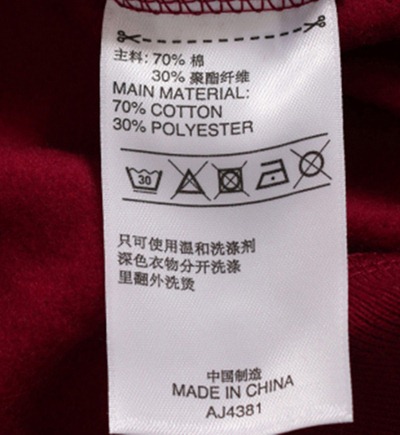 主料: 70% 棉
30% 聚酯纤维
MAIN MATERIAL:
70% COTTON
30% POLYESTER
30
只可使用温和洗涤剂
深色衣物分开洗涤
里翻外洗烫
中国制造
MADE IN CHINA
AJ4381